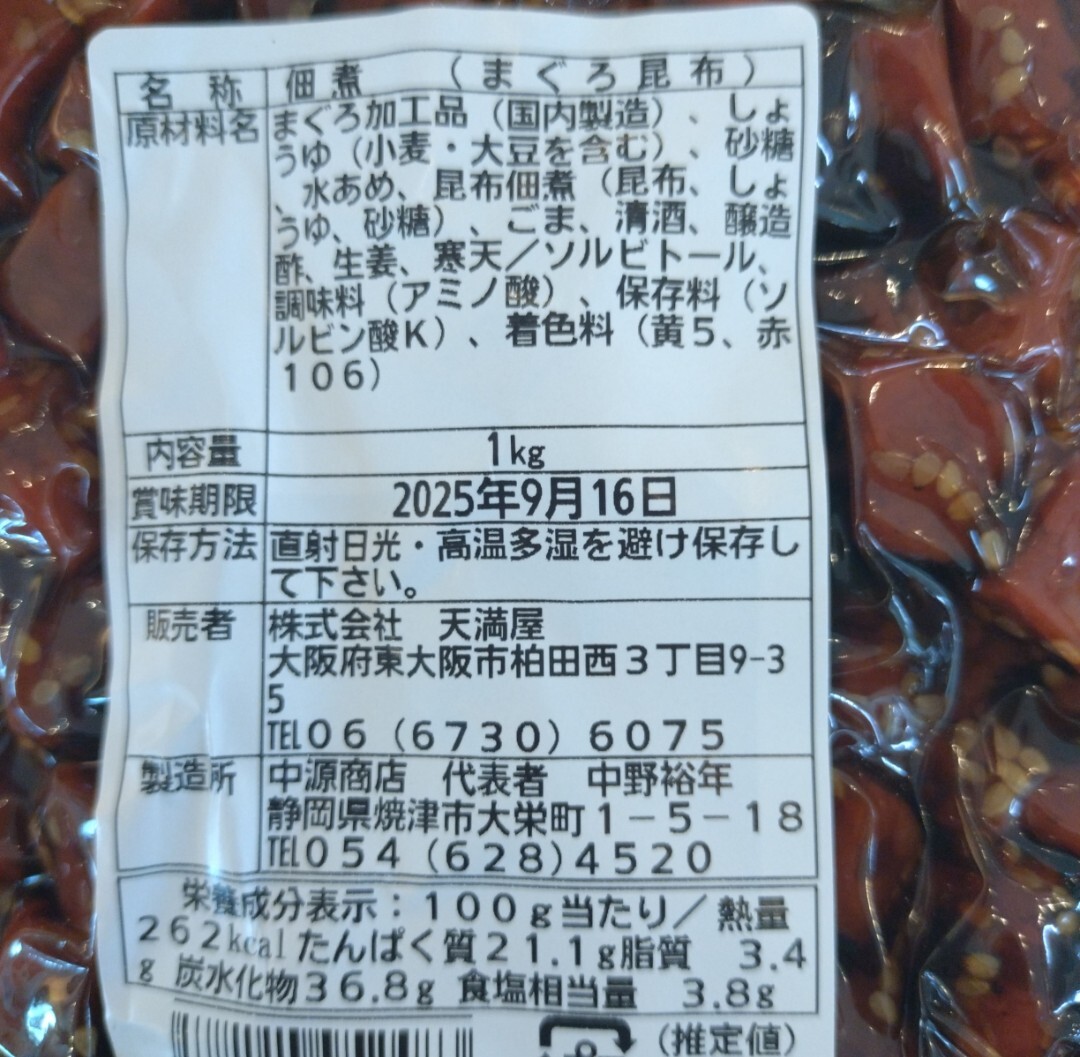 名称 佃煮 (まぐろ昆布)
原材料名 まぐろ加工品(国内製造)、しょ
うゆ(小麦・大豆を含む)、砂糖
、水あめ、昆布佃煮(昆布、しょ
うゆ、砂糖)、ごま、清酒、醸造
酢、生姜、寒天/ソルビトール、
調味料(アミノ酸)、保存料(ソ
ルビン酸K)、着色料(黄5、赤
106)
内容量 1kg
賞味期限 2025年9月16日
保存方法 直射日光・高温多湿を避け保存し
て下さい。
販売者 株式会社 天満屋
大阪府東大阪市柏田西3丁目9-3
5
TEL06(6730)6075
製造所 中源商店 代表者 中野裕年
静岡県焼津市大栄町1-5-18
TEL054(628)4520
栄養成分表示:100g当たり/熱量
262kcalたんぱく質21.1g脂質 3.4
g 炭水化物36.8g 食塩相当量 3.8g
(推定値)